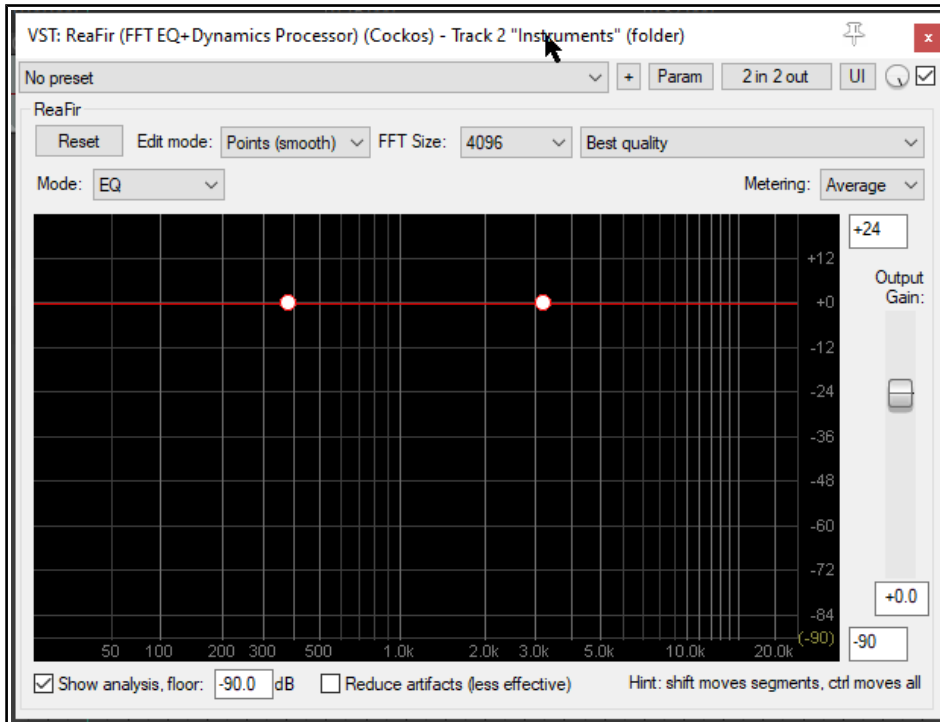 VST: ReaFir (FFT EQ+Dynamics Processor) (Cockos) - Track 2 "Instruments" (folder)
x
No preset + Param 2 in 2 out UI
ReaFir
Reset Edit mode: Points (smooth) FFT Size: 4096 Best quality
Mode: EQ Metering: Average
+24
+12
Output
Gain:
+0
-12
-24
-36
-48
-60
-72
+0.0
-84
(-90) -90
50 100 200 300 500 1.0k 2.0k 3.0k 5.0k 10.0k 20.0k
Show analysis, floor: -90.0 dB Reduce artifacts (less effective) Hint: shift moves segments, ctrl moves all